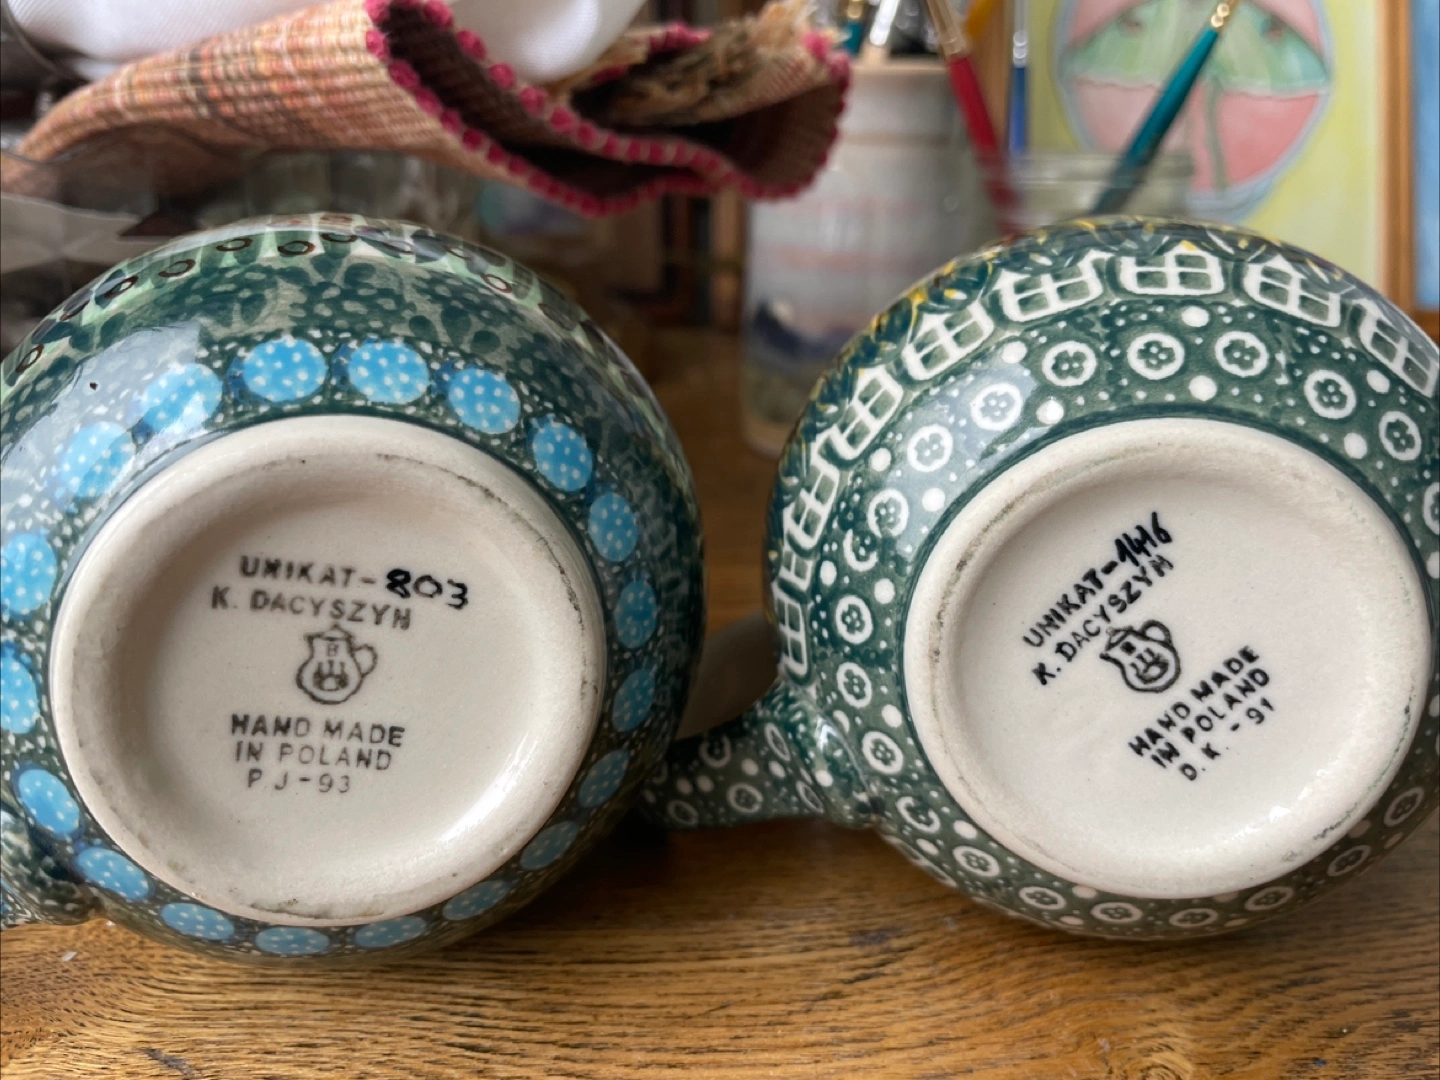 UNIKAT-803
K. DACYSZYN
HAND MADE
IN POLAND
P.J-93
UNIKAT-1416
K. DACYSZYN
HAND MADE
IN POLAND
D.K.-91